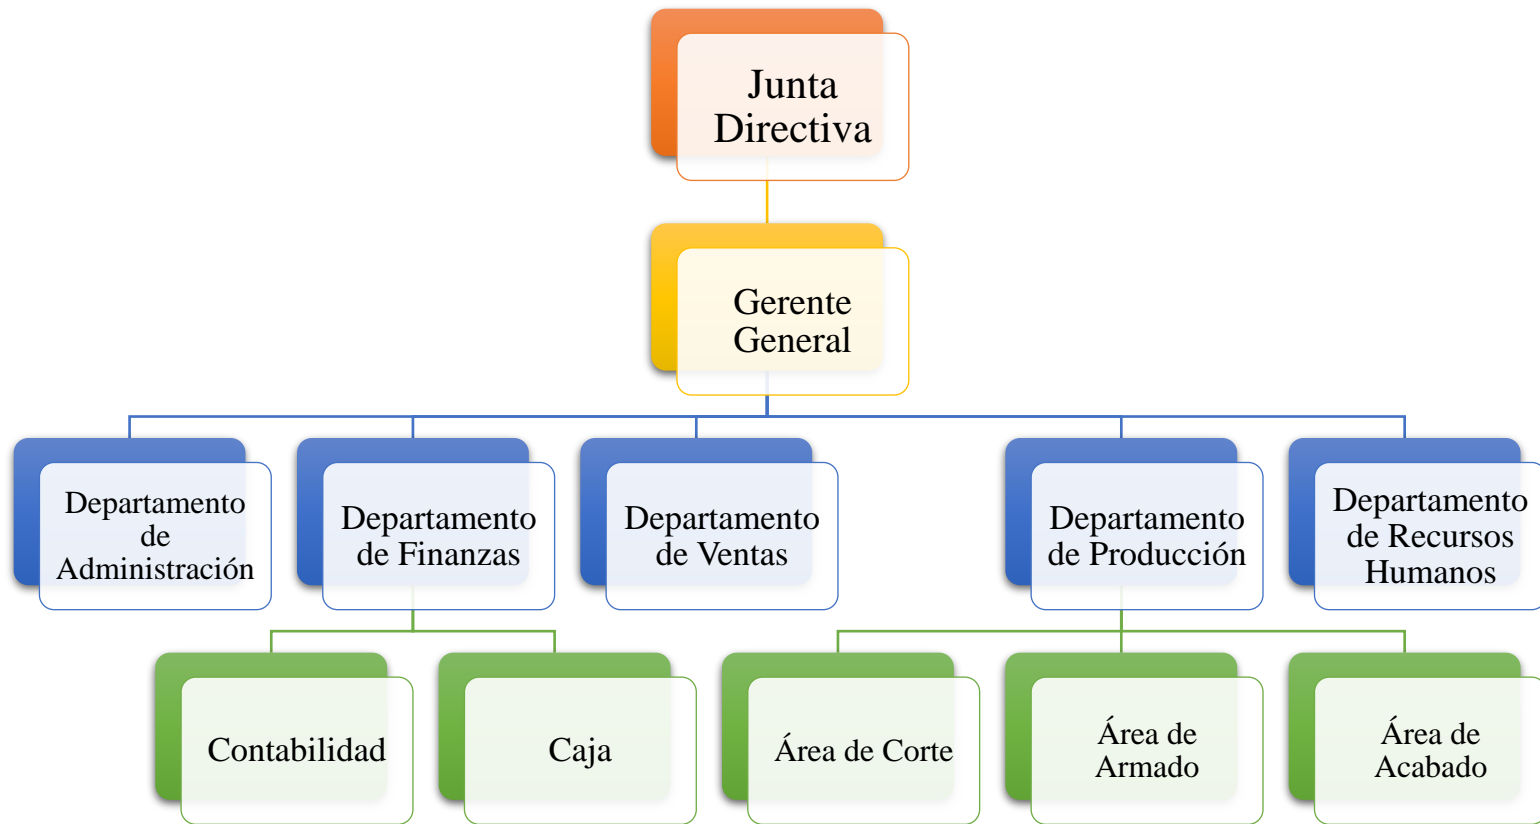 Junta
Directiva
Gerente
General
Departamento
de
Administración
Departamento
de Finanzas
Departamento
de Ventas
Departamento
de Producción
Departamento
de Recursos
Humanos
Contabilidad
Caja
Área de Corte
Área de
Armado
Área de
Acabado